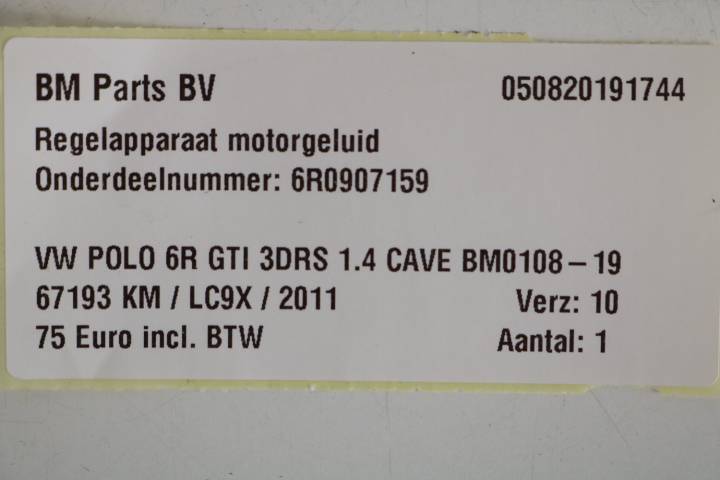 BM Parts BV 050820191744
Regelapparaat motorgeluid
Onderdeelnummer: 6R0907159
VW POLO 6R GTI 3DRS 1.4 CAVE BM0108-19
67193 KM / LC9X / 2011 Verz: 10
75 Euro incl. BTW Aantal: 1